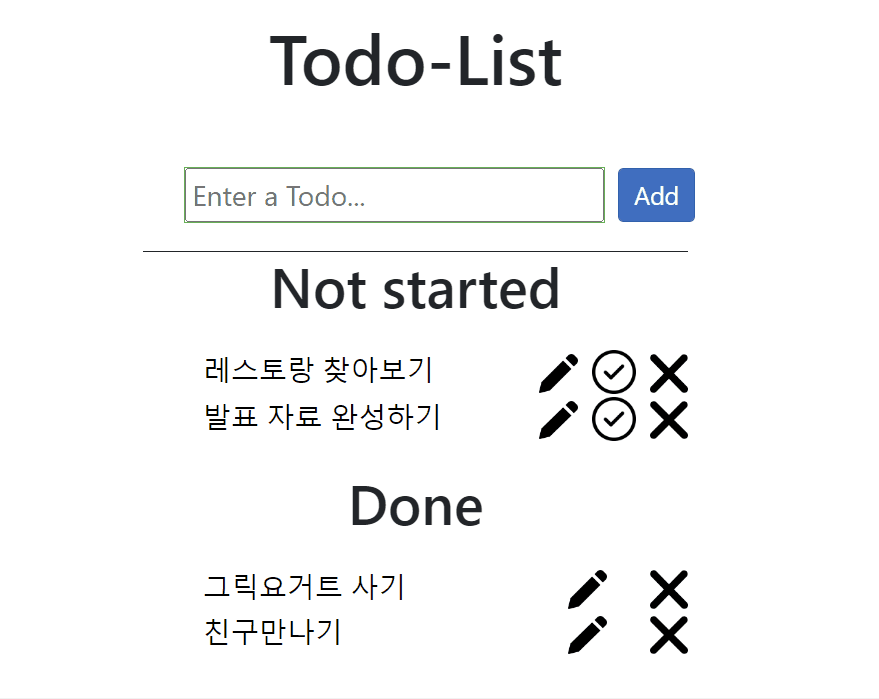 Todo-List
Enter a Todo...
Add
Not started
레스토랑 찾아보기
발표 자료 완성하기
Done
그릭요거트 사기
친구만나기